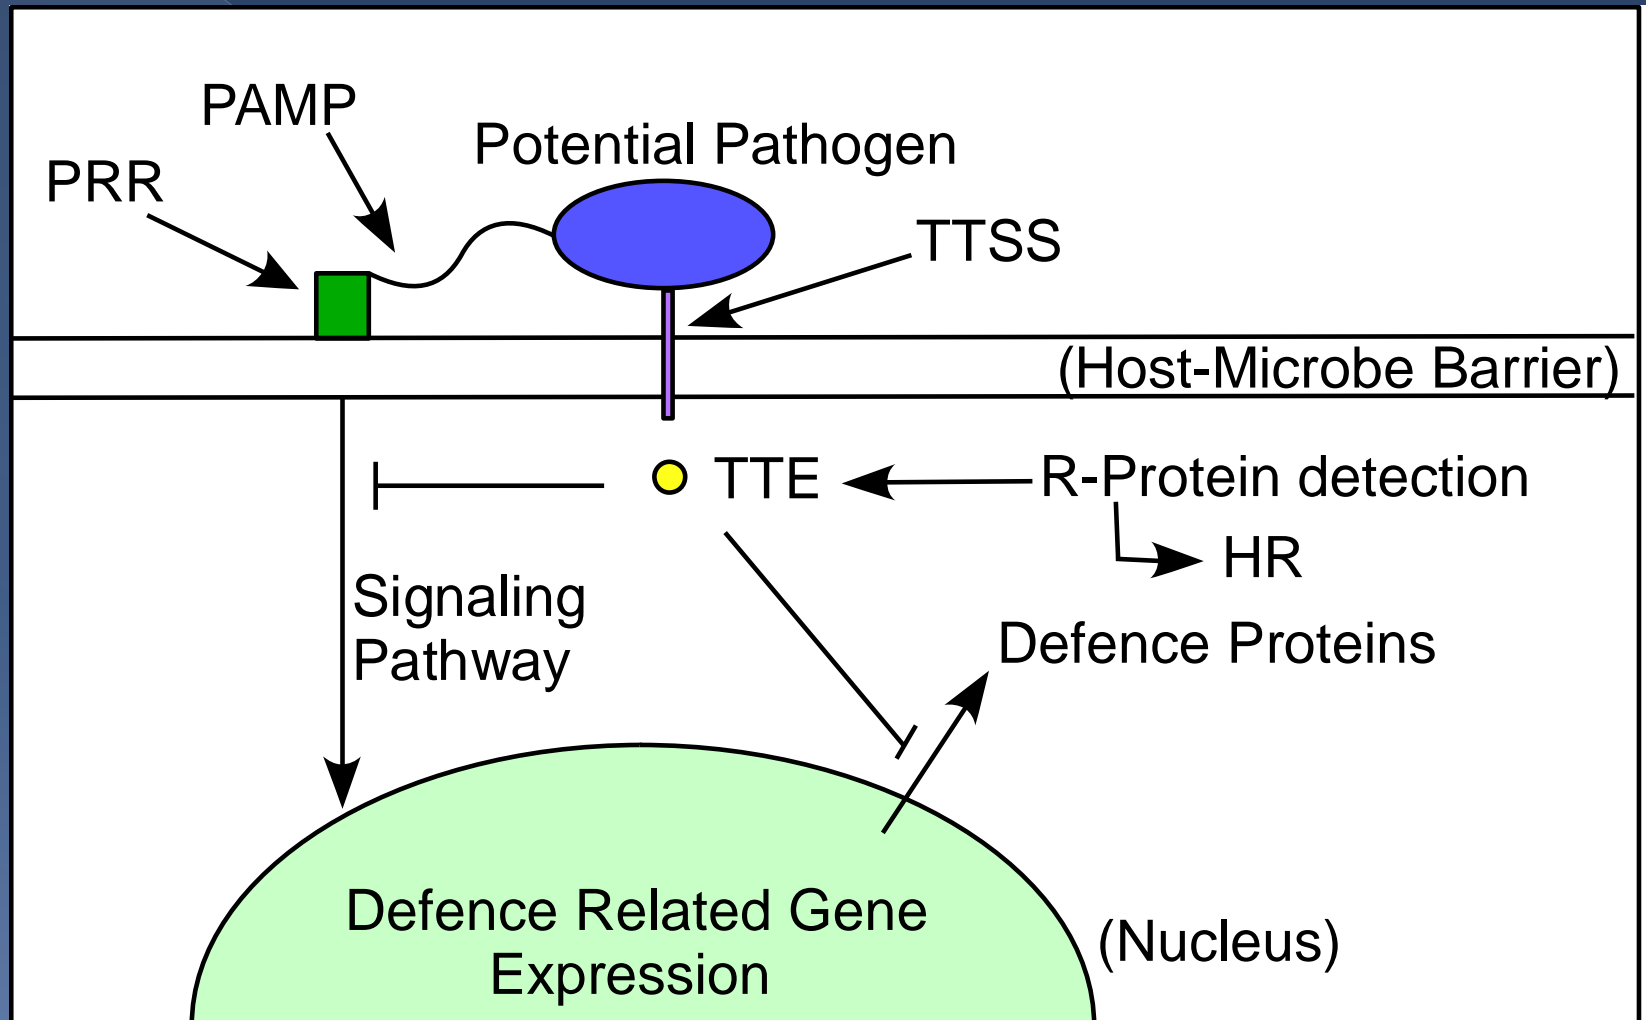 PAMP
Potential Pathogen
PRR
TTSS
(Host-Microbe Barrier)
TTE
R-Protein detection
HR
Signaling
Pathway
Defence Proteins
Defence Related Gene
Expression
(Nucleus)